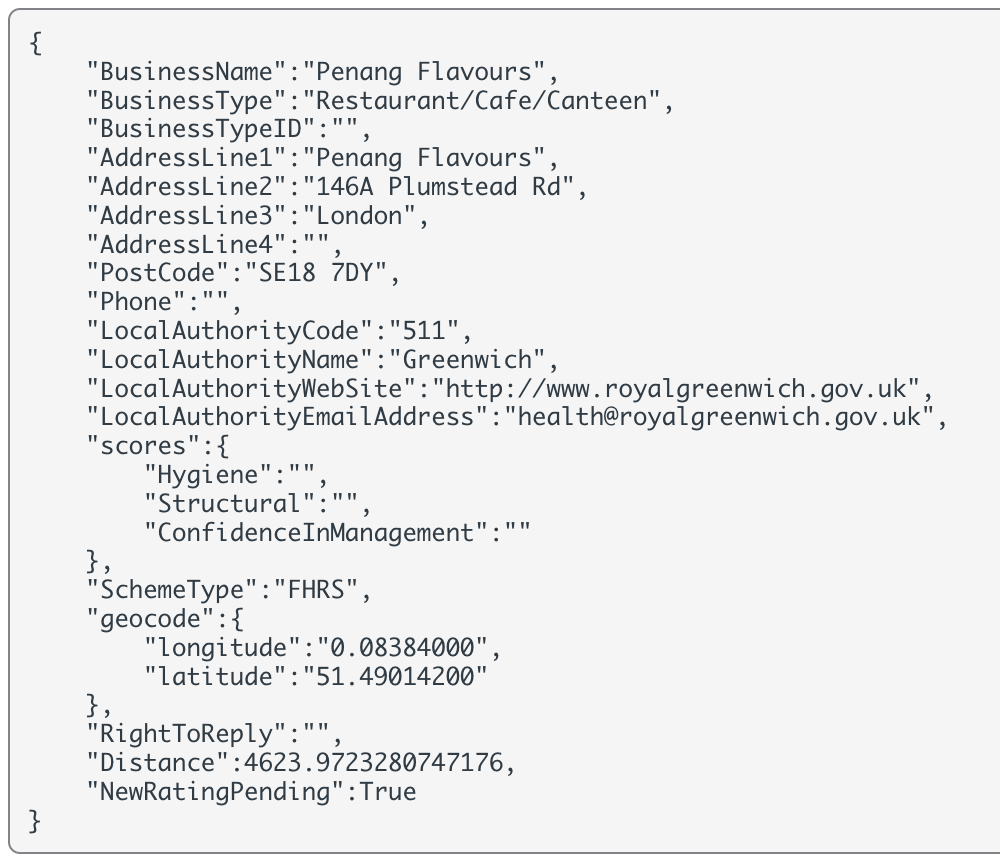 {
    "BusinessName":"Penang Flavours",
    "BusinessType":"Restaurant/Cafe/Canteen",
    "BusinessTypeID":"",
    "AddressLine1":"Penang Flavours",
    "AddressLine2":"146A Plumstead Rd",
    "AddressLine3":"London",
    "AddressLine4":"",
    "PostCode":"SE18 7DY",
    "Phone":"",
    "LocalAuthorityCode":"511",
    "LocalAuthorityName":"Greenwich",
    "LocalAuthorityWebSite":"http://www.royalgreenwich.gov.uk",
    "LocalAuthorityEmailAddress":"health@royalgreenwich.gov.uk",
    "scores":{
        "Hygiene":"",
        "Structural":"",
        "ConfidenceInManagement":""
    },
    "SchemeType":"FHRS",
    "geocode":{
        "longitude":"0.08384000",
        "latitude":"51.49014200"
    },
    "RightToReply":"",
    "Distance":4623.9723280747176,
    "NewRatingPending":True
}